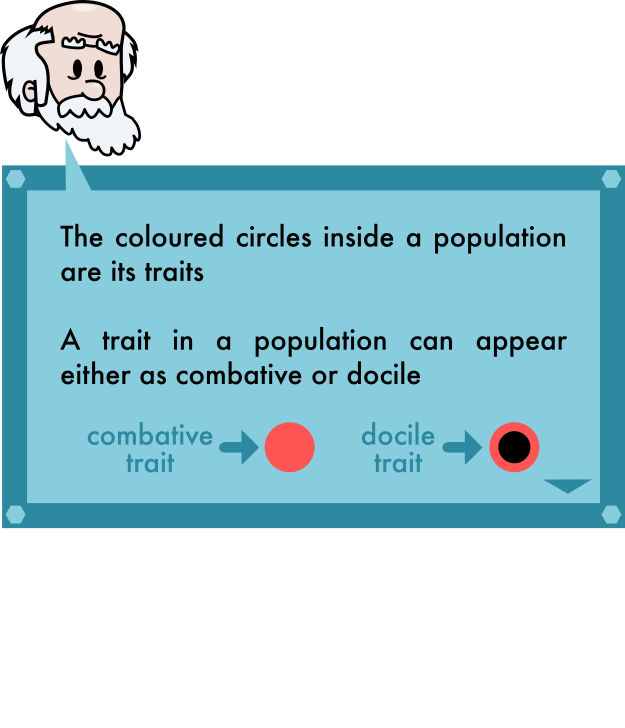 The coloured circles inside a population
are its traits
A trait in a population can appear
either as combative or docile
combative
trait
docile
trait